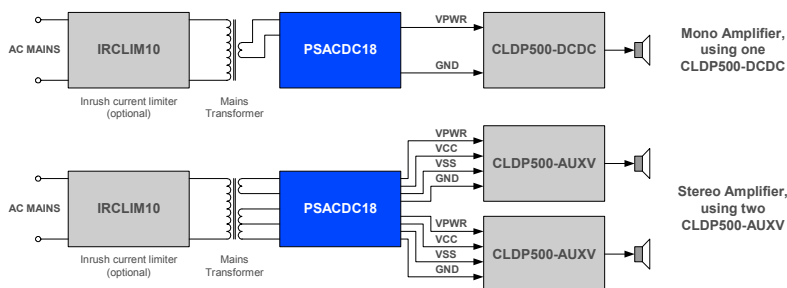 AC MAINS
IRCLIM10
Inrush current limiter
(optional)
Mains
Transformer
PSACDC18
VPWR
GND
CLDP500-DCDC
Mono Amplifier,
using one
CLDP500-DCDC
AC MAINS
IRCLIM10
Inrush current limiter
(optional)
Mains
Transformer
PSACDC18
VPWR
VCC
VSS
GND
CLDP500-AUXV
VPWR
VCC
VSS
GND
CLDP500-AUXV
Stereo Amplifier,
using two
CLDP500-AUXV